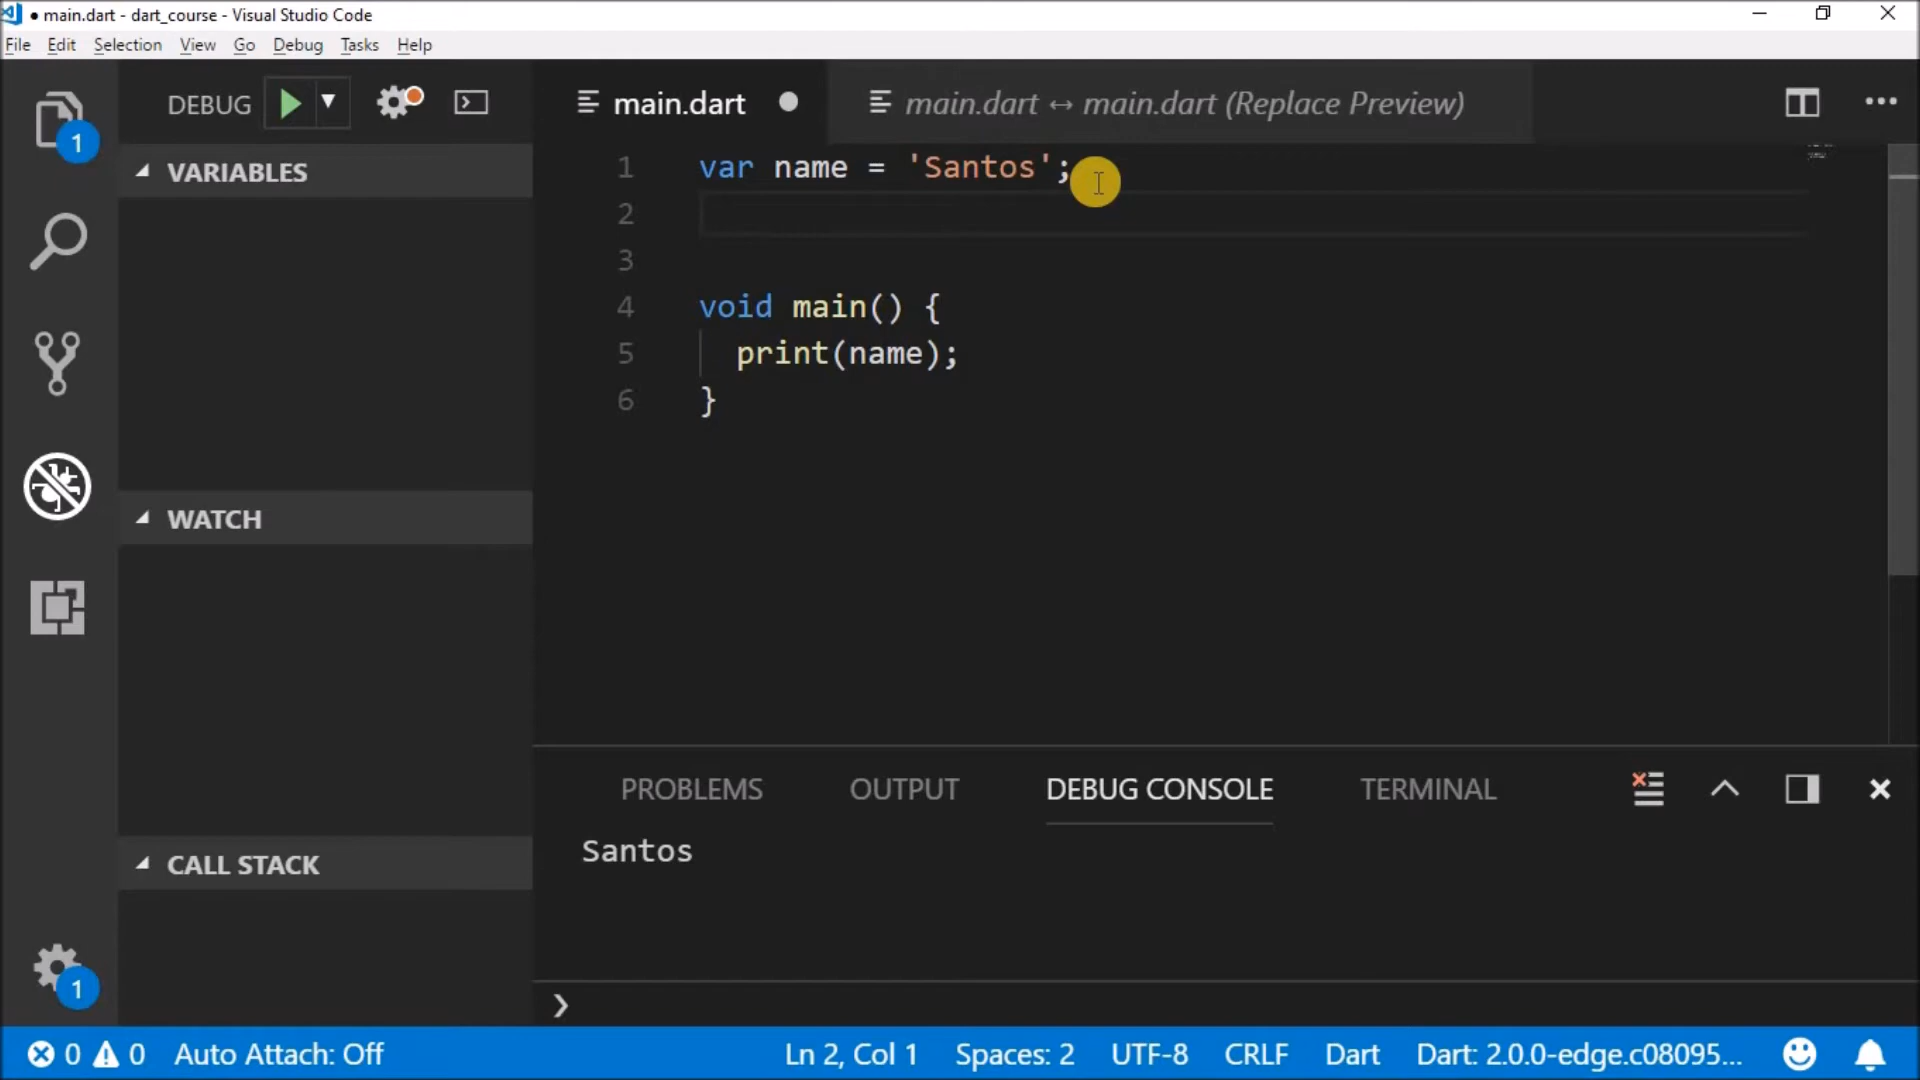 ● main.dart - dart_course - Visual Studio Code
File Edit Selection View Go Debug Tasks Help
DEBUG
main.dart ●
main.dart ↔ main.dart (Replace Preview)
1
VARIABLES
1 var name = 'Santos';
2
3
4 void main() {
5 print(name);
6 }
WATCH
PROBLEMS OUTPUT DEBUG CONSOLE TERMINAL
Santos
CALL STACK
1
❯
0 0 Auto Attach: Off Ln 2, Col 1 Spaces: 2 UTF-8 CRLF Dart Dart: 2.0.0-edge.c08095...